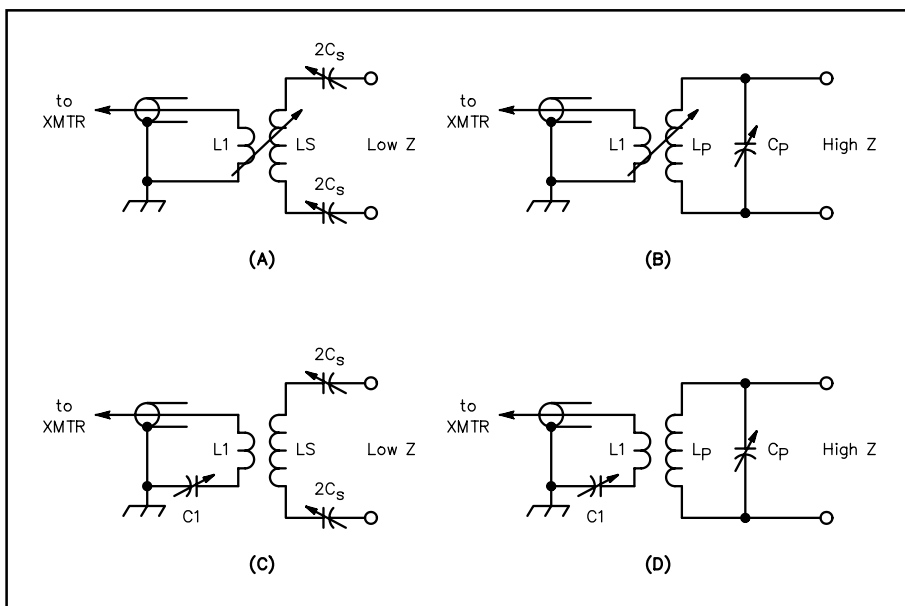 2Cs
to
XMTR
L1
LS
Low Z
2Cs
(A)
to
XMTR
L1
LP
CP
High Z
(B)
2Cs
to
XMTR
L1
LS
Low Z
C1
2Cs
(C)
to
XMTR
L1
LP
CP
High Z
C1
(D)